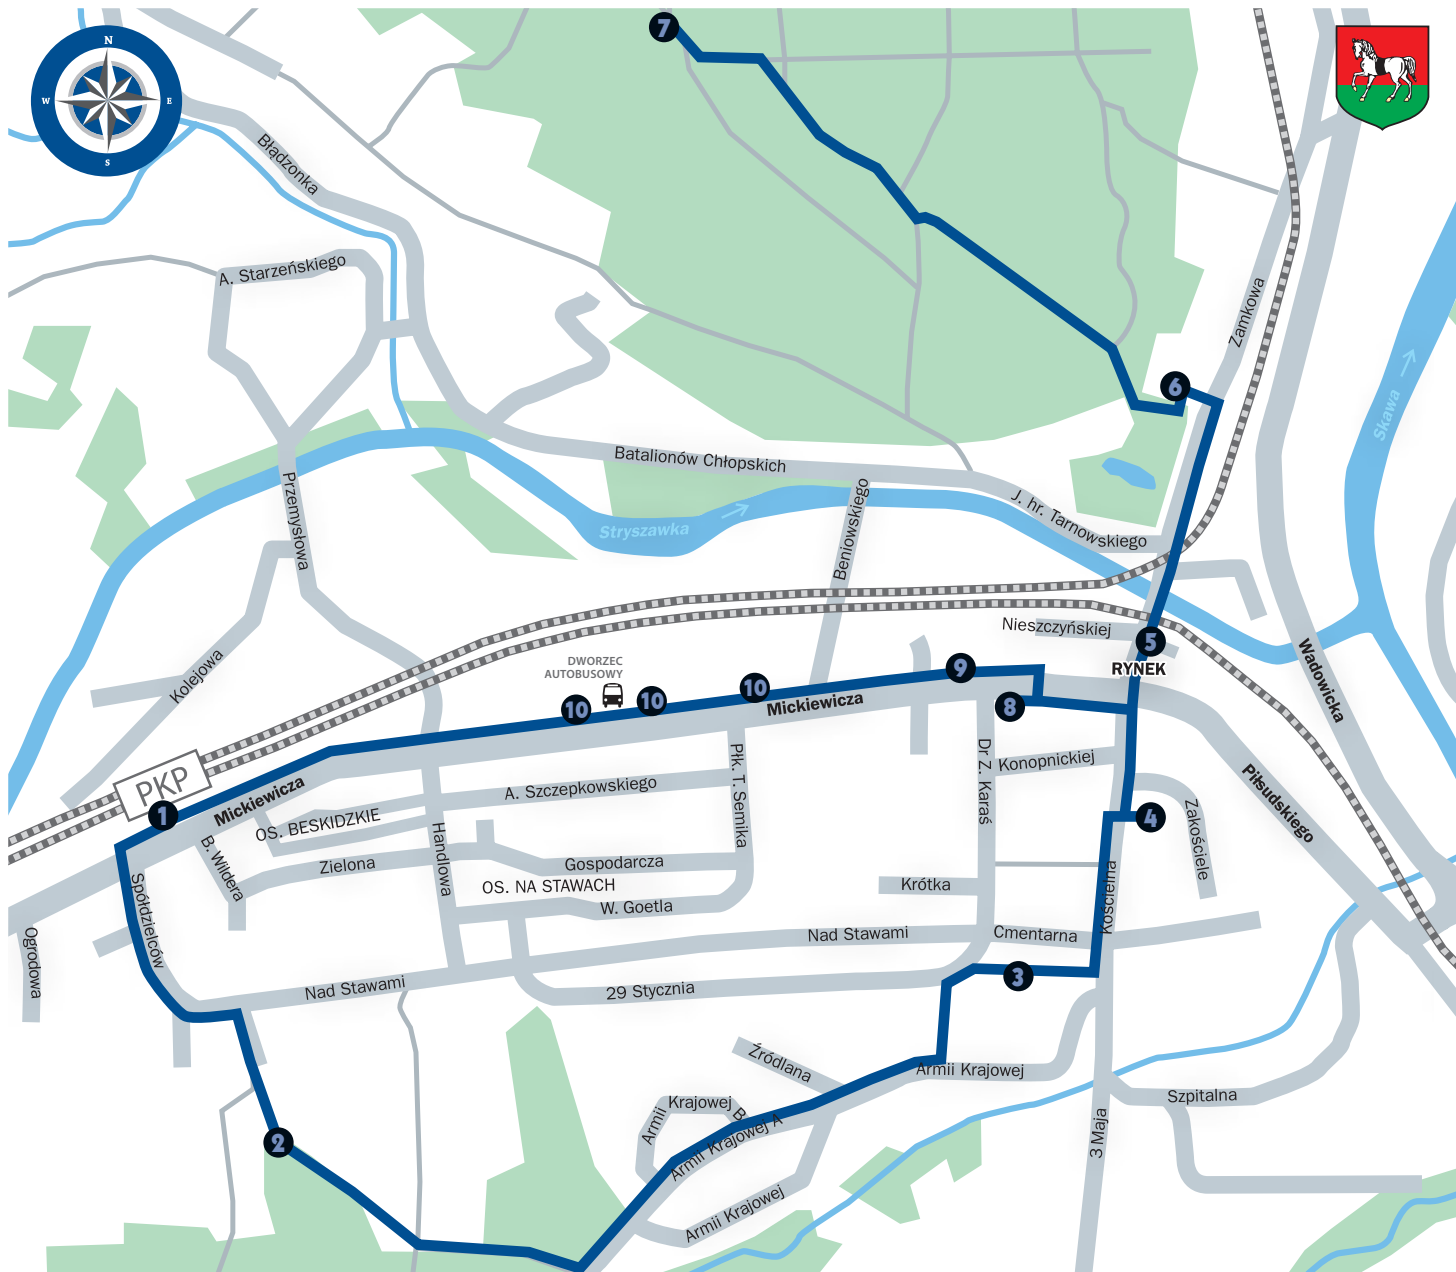 N
W
E
S
7
Błądzonka
A. Starzeńskiego
Zamkowa
6
Skawa
Batalionów Chłopskich
J. hr. Tarnowskiego
Przemysłowa
Stryszawka
Beniowskiego
Nieszczyńskiej
5
RYNEK
Wadowicka
Kolejowa
DWORZEC
AUTOBUSOWY
10
10
10
9
8
Mickiewicza
PKP
1
Mickiewicza
Płk. T. Semika
Dr Z. Karaś
Konopnickiej
Piłsudskiego
A. Szczepkowskiego
OS. BESKIDZKIE
4
Zakościele
B. Wildera
Zielona
Handlowa
Gospodarcza
OS. NA STAWACH
Krótka
Kościelna
Spółdzielców
W. Goetla
Nad Stawami
Cmentarna
Ogrodowa
Nad Stawami
29 Stycznia
3
Źródlana
Armii Krajowej
Szpitalna
Armii Krajowej B
Armii Krajowej A
3 Maja
2
Armii Krajowej